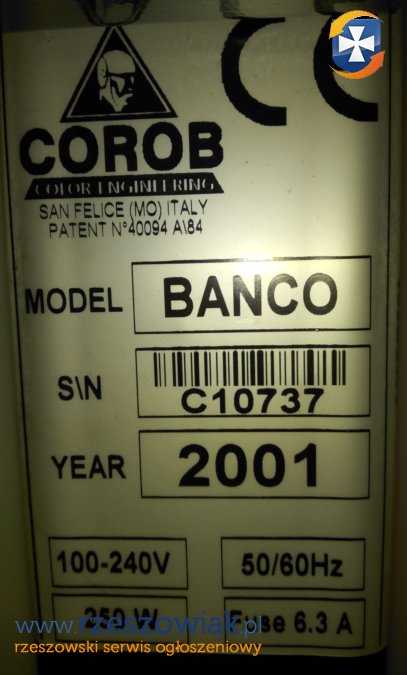 CE
COROB
COLOR ENGINEERING
SAN FELICE (MO) ITALY
PATENT N°40094 A\84
MODEL BANCO
S\N C10737
YEAR 2001
100-240V 50/60Hz
250 W Fuse 6.3 A
www.rzeszowiak.pl
rzeszowski serwis ogłoszeniowy